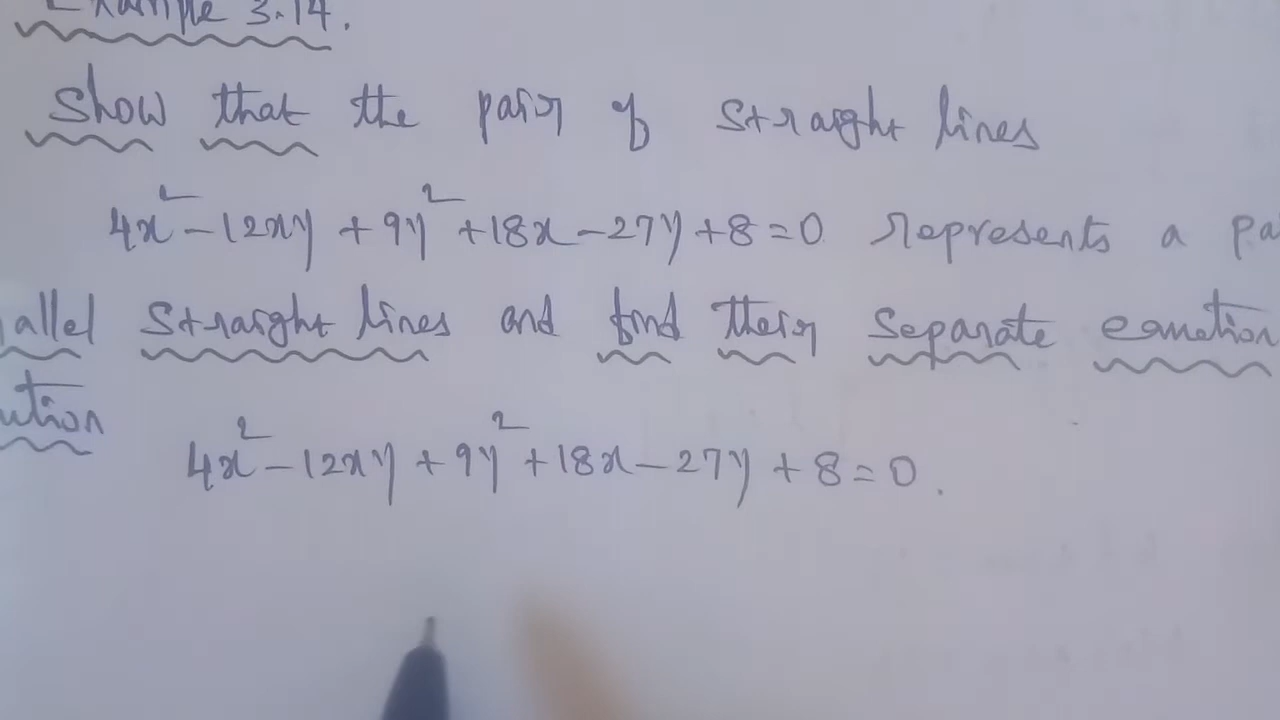 Example 3.14.
Show that the pair of straight lines
4x² - 12xy + 9y² + 18x - 27y + 8 = 0 represents a pa
allel straight lines and find their separate equation
ution
4x² - 12xy + 9y² + 18x - 27y + 8 = 0.